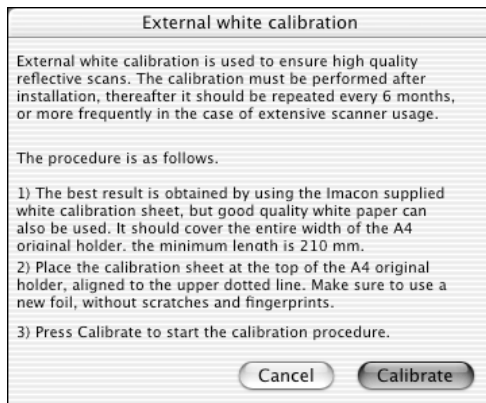 External white calibration
External white calibration is used to ensure high quality
reflective scans. The calibration must be performed after
installation, thereafter it should be repeated every 6 months,
or more frequently in the case of extensive scanner usage.
The procedure is as follows.
1) The best result is obtained by using the Imacon supplied
white calibration sheet, but good quality white paper can
also be used. It should cover the entire width of the A4
original holder, the minimum length is 210 mm.
2) Place the calibration sheet at the top of the A4 original
holder, aligned to the upper dotted line. Make sure to use a
new foil, without scratches and fingerprints.
3) Press Calibrate to start the calibration procedure.
Cancel Calibrate